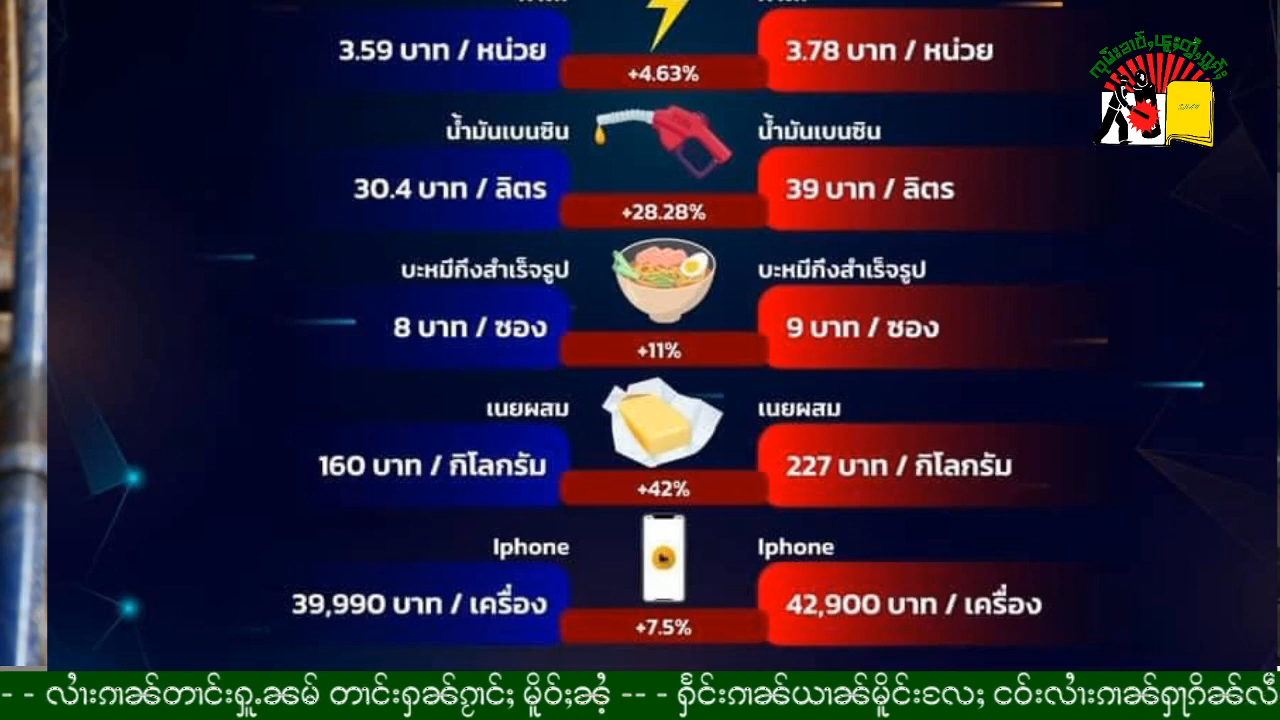 3.59 บาท / หน่วย
+4.63%
3.78 บาท / หน่วย
น้ำมันเบนซิน
น้ำมันเบนซิน
30.4 บาท / ลิตร
+28.28%
39 บาท / ลิตร
บะหมี่กึ่งสำเร็จรูป
บะหมี่กึ่งสำเร็จรูป
8 บาท / ซอง
+11%
9 บาท / ซอง
เนยผสม
เนยผสม
160 บาท / กิโลกรัม
+42%
227 บาท / กิโลกรัม
Iphone
Iphone
39,990 บาท / เครื่อง
+7.5%
42,900 บาท / เครื่อง